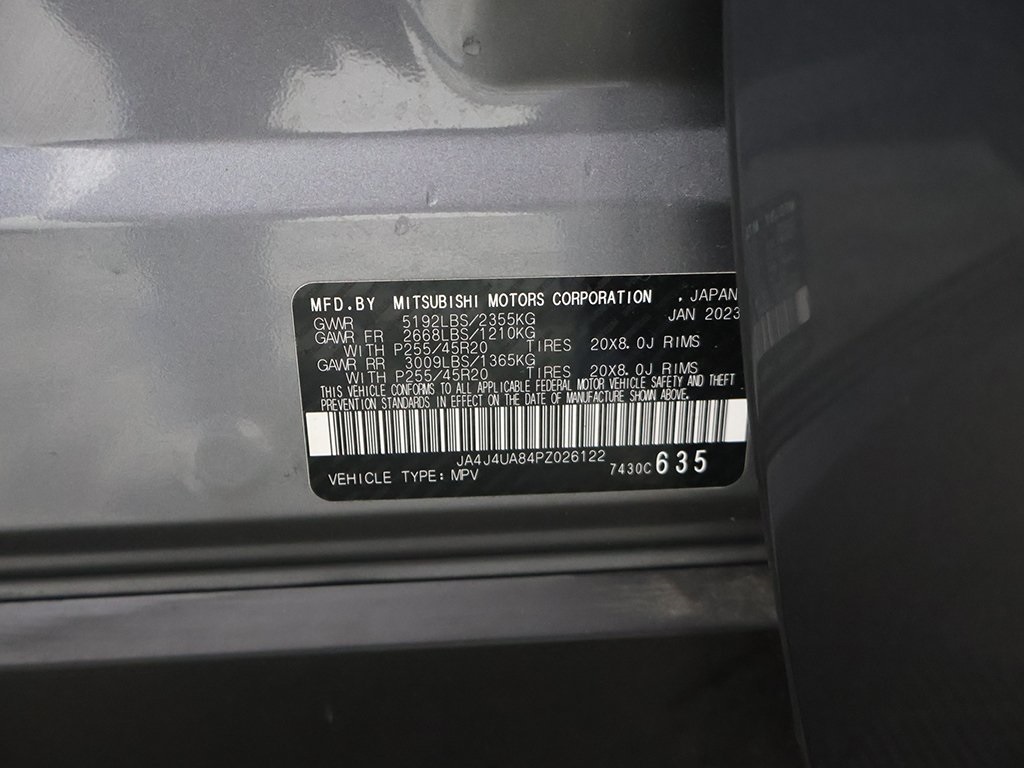 MFD.BY MITSUBISHI MOTORS CORPORATION , JAPAN
JAN 2023
GVWR 5192LBS/2355KG
GAWR FR 2668LBS/1210KG
WITH P255/45R20 TIRES 20X8.0J RIMS
GAWR RR 3009LBS/1365KG
WITH P255/45R20 TIRES 20X8.0J RIMS
THIS VEHICLE CONFORMS TO ALL APPLICABLE FEDERAL MOTOR VEHICLE SAFETY AND THEFT
PREVENTION STANDARDS IN EFFECT ON THE DATE OF MANUFACTURE SHOWN ABOVE.
JA4J4UA84PZ026122
VEHICLE TYPE: MPV 7430C 635